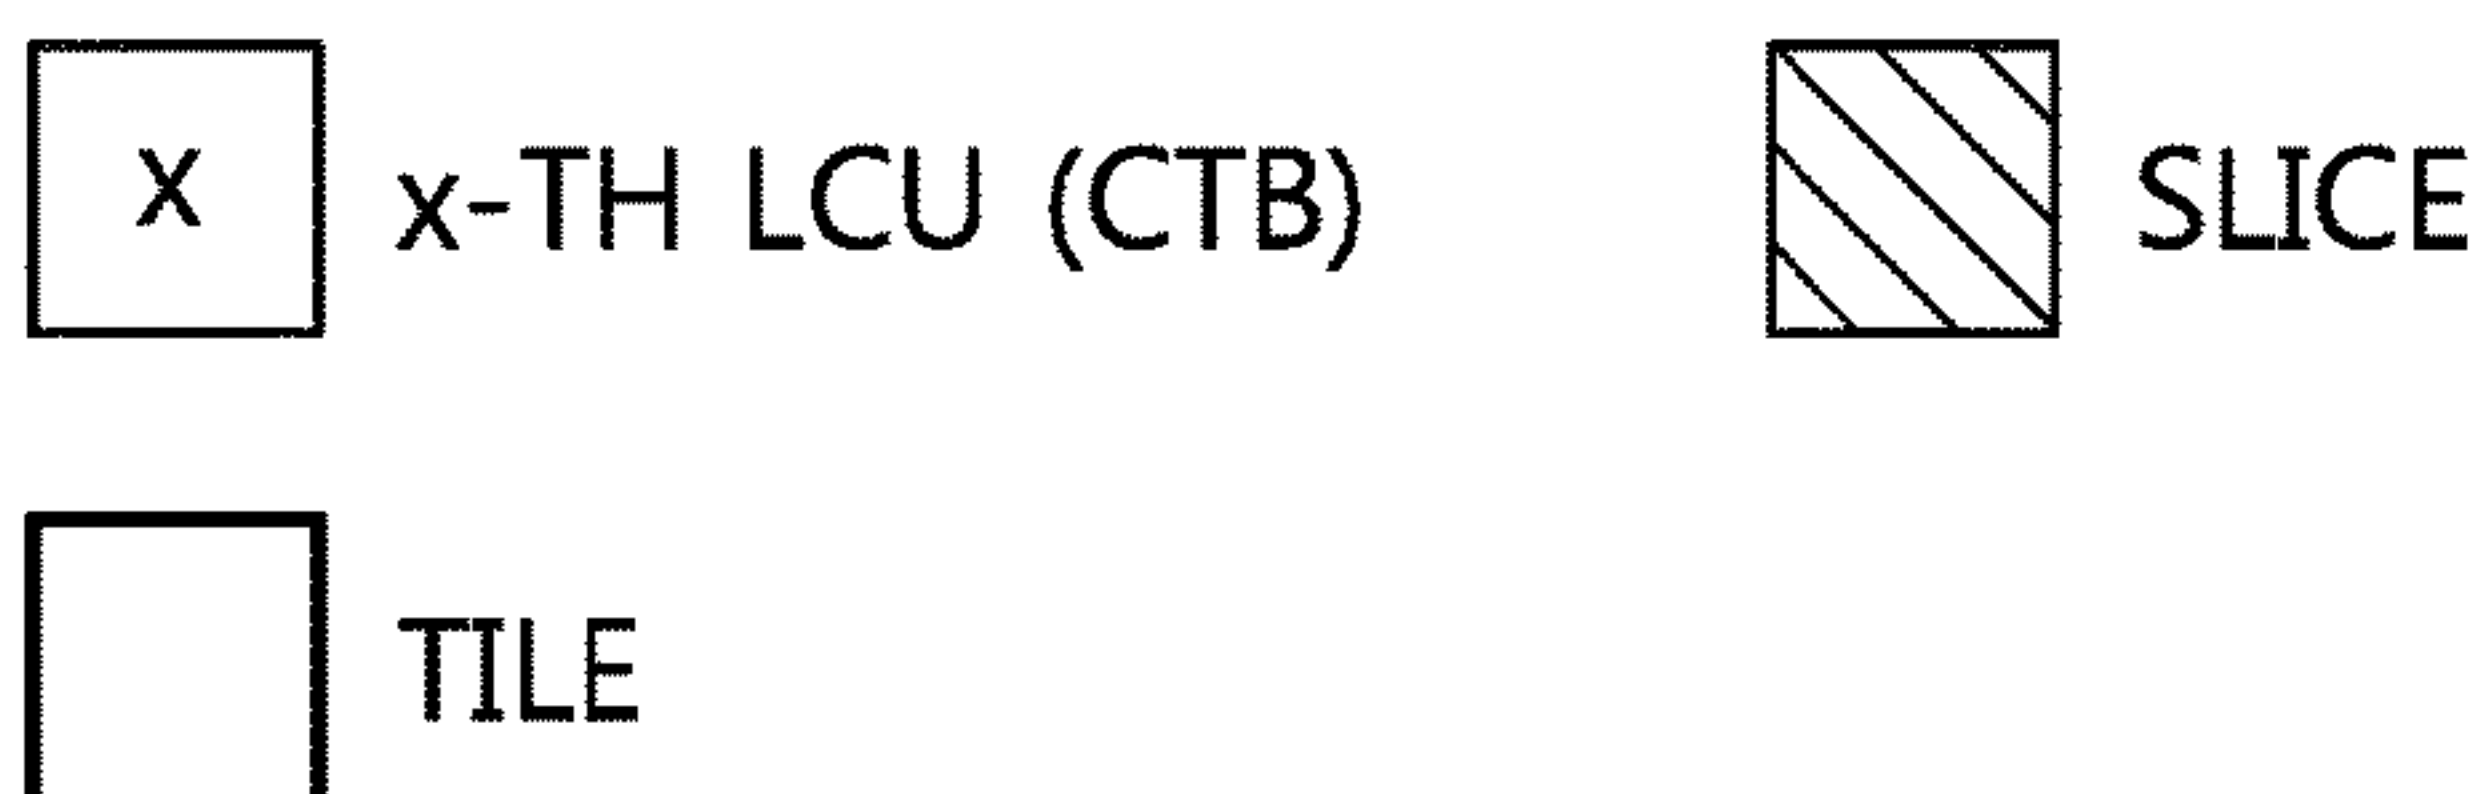 x x-TH LCU (CTB) SLICE
TILE